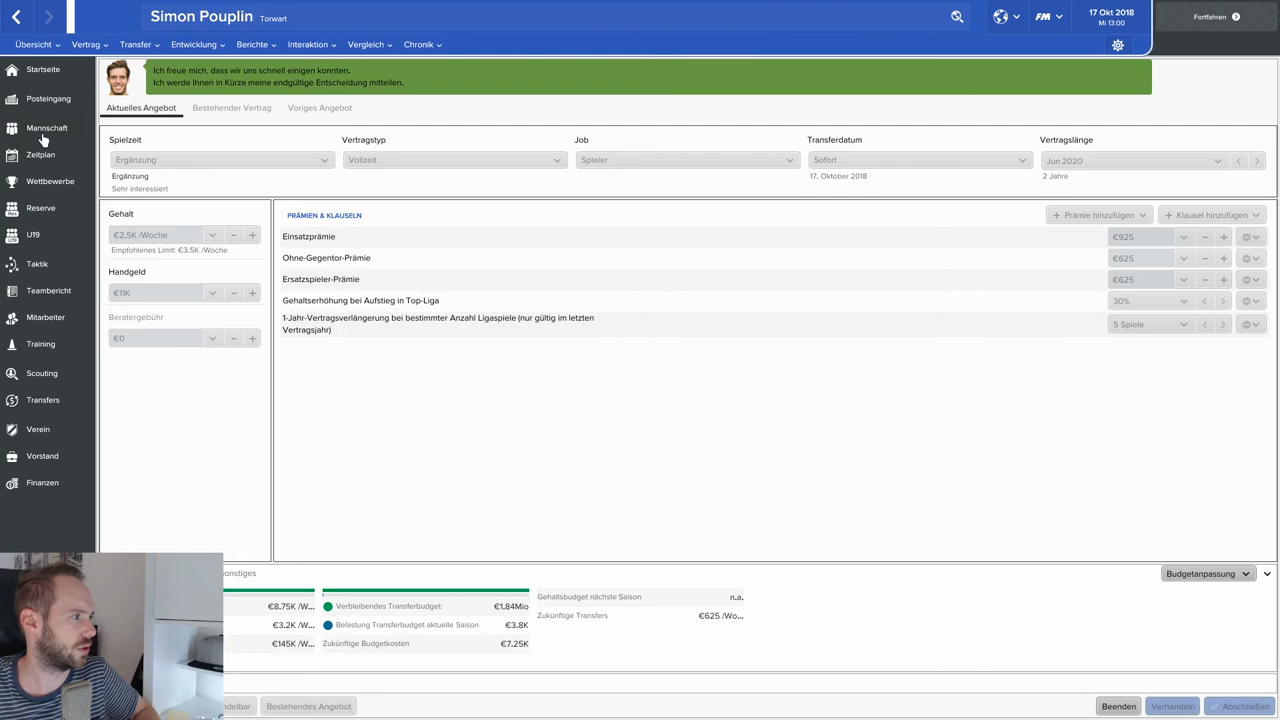 Simon Pouplin Torwart
17 Okt 2018
Mi 13:00
Fortfahren
Übersicht Vertrag Transfer Entwicklung Berichte Interaktion Vergleich Chronik
FM
Startseite
Posteingang
Mannschaft
Zeitplan
Wettbewerbe
Reserve
U19
Taktik
Teambericht
Mitarbeiter
Training
Scouting
Transfers
Verein
Vorstand
Finanzen
Ich freue mich, dass wir uns schnell einigen konnten.
Ich werde Ihnen in Kürze meine endgültige Entscheidung mitteilen.
Aktuelles Angebot Bestehender Vertrag Voriges Angebot
Spielzeit Vertragstyp Job Transferdatum Vertragslänge
Ergänzung Vollzeit Spieler Sofort Jun 2020
Ergänzung 17. Oktober 2018 2 Jahre
Sehr interessiert
Gehalt
€2.5K /Woche
Empfohlenes Limit: €3.5K /Woche
Handgeld
€11K
Beratergebühr
€0
PRÄMIEN & KLAUSELN
Prämie hinzufügen Klausel hinzufügen
Einsatzprämie €925
Ohne-Gegentor-Prämie €625
Ersatzspieler-Prämie €625
Gehaltserhöhung bei Aufstieg in Top-Liga 30%
1-Jahr-Vertragsverlängerung bei bestimmter Anzahl Ligaspiele (nur gültig im letzten
Vertragsjahr) 5 Spiele
onstiges Budgetanpassung
€8.75K /W... Verbleibendes Transferbudget: €1.84Mio
€3.2K /W... Belastung Transferbudget aktuelle Saison €3.8K
€145K /W... Zukünftige Budgetkosten €7.25K
Gehaltsbudget nächste Saison n.a.
Zukünftige Transfers €625 /Wo...
ndelbar Bestehendes Angebot Beenden Verhandeln Abschließen